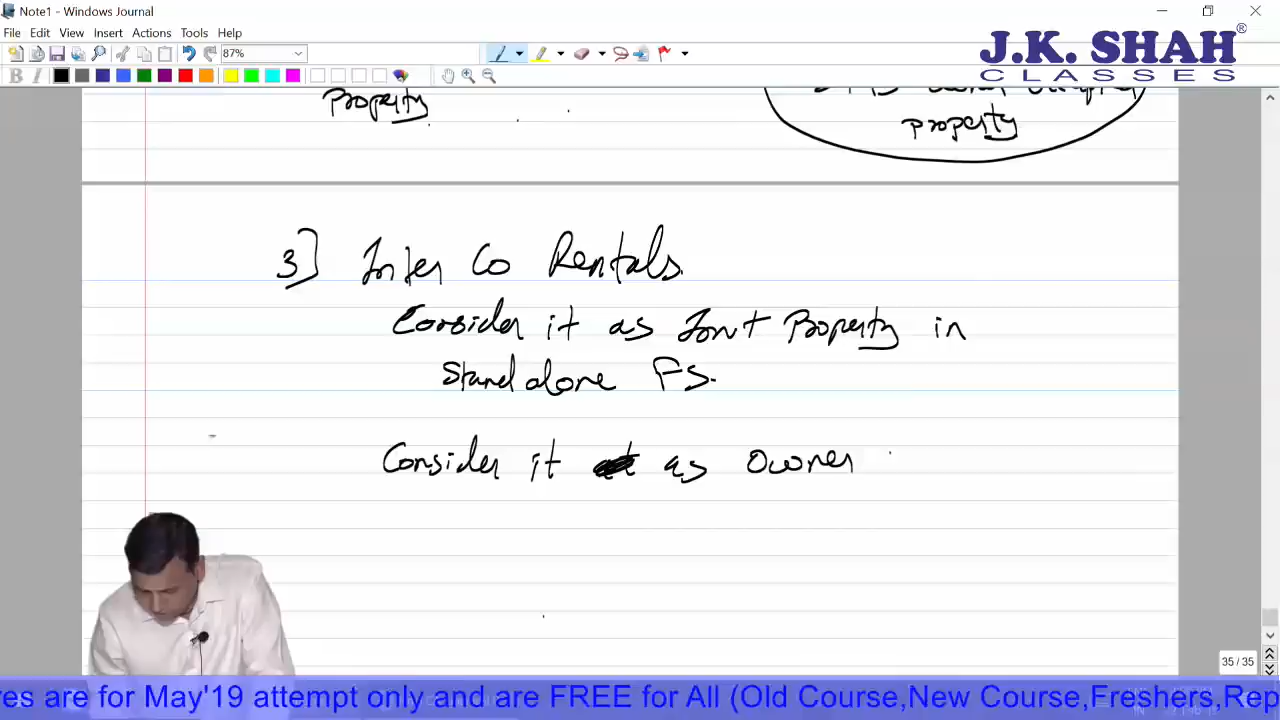 Note1 - Windows Journal
File Edit View Insert Actions Tools Help
87%
J.K. SHAH ®
CLASSES
Property
property
3] Inter Co Rentals.
Consider it as Invt Property in
Standalone FS.
Consider it as owner
35 / 35
res are for May'19 attempt only and are FREE for All (Old Course,New Course,Freshers,Rep